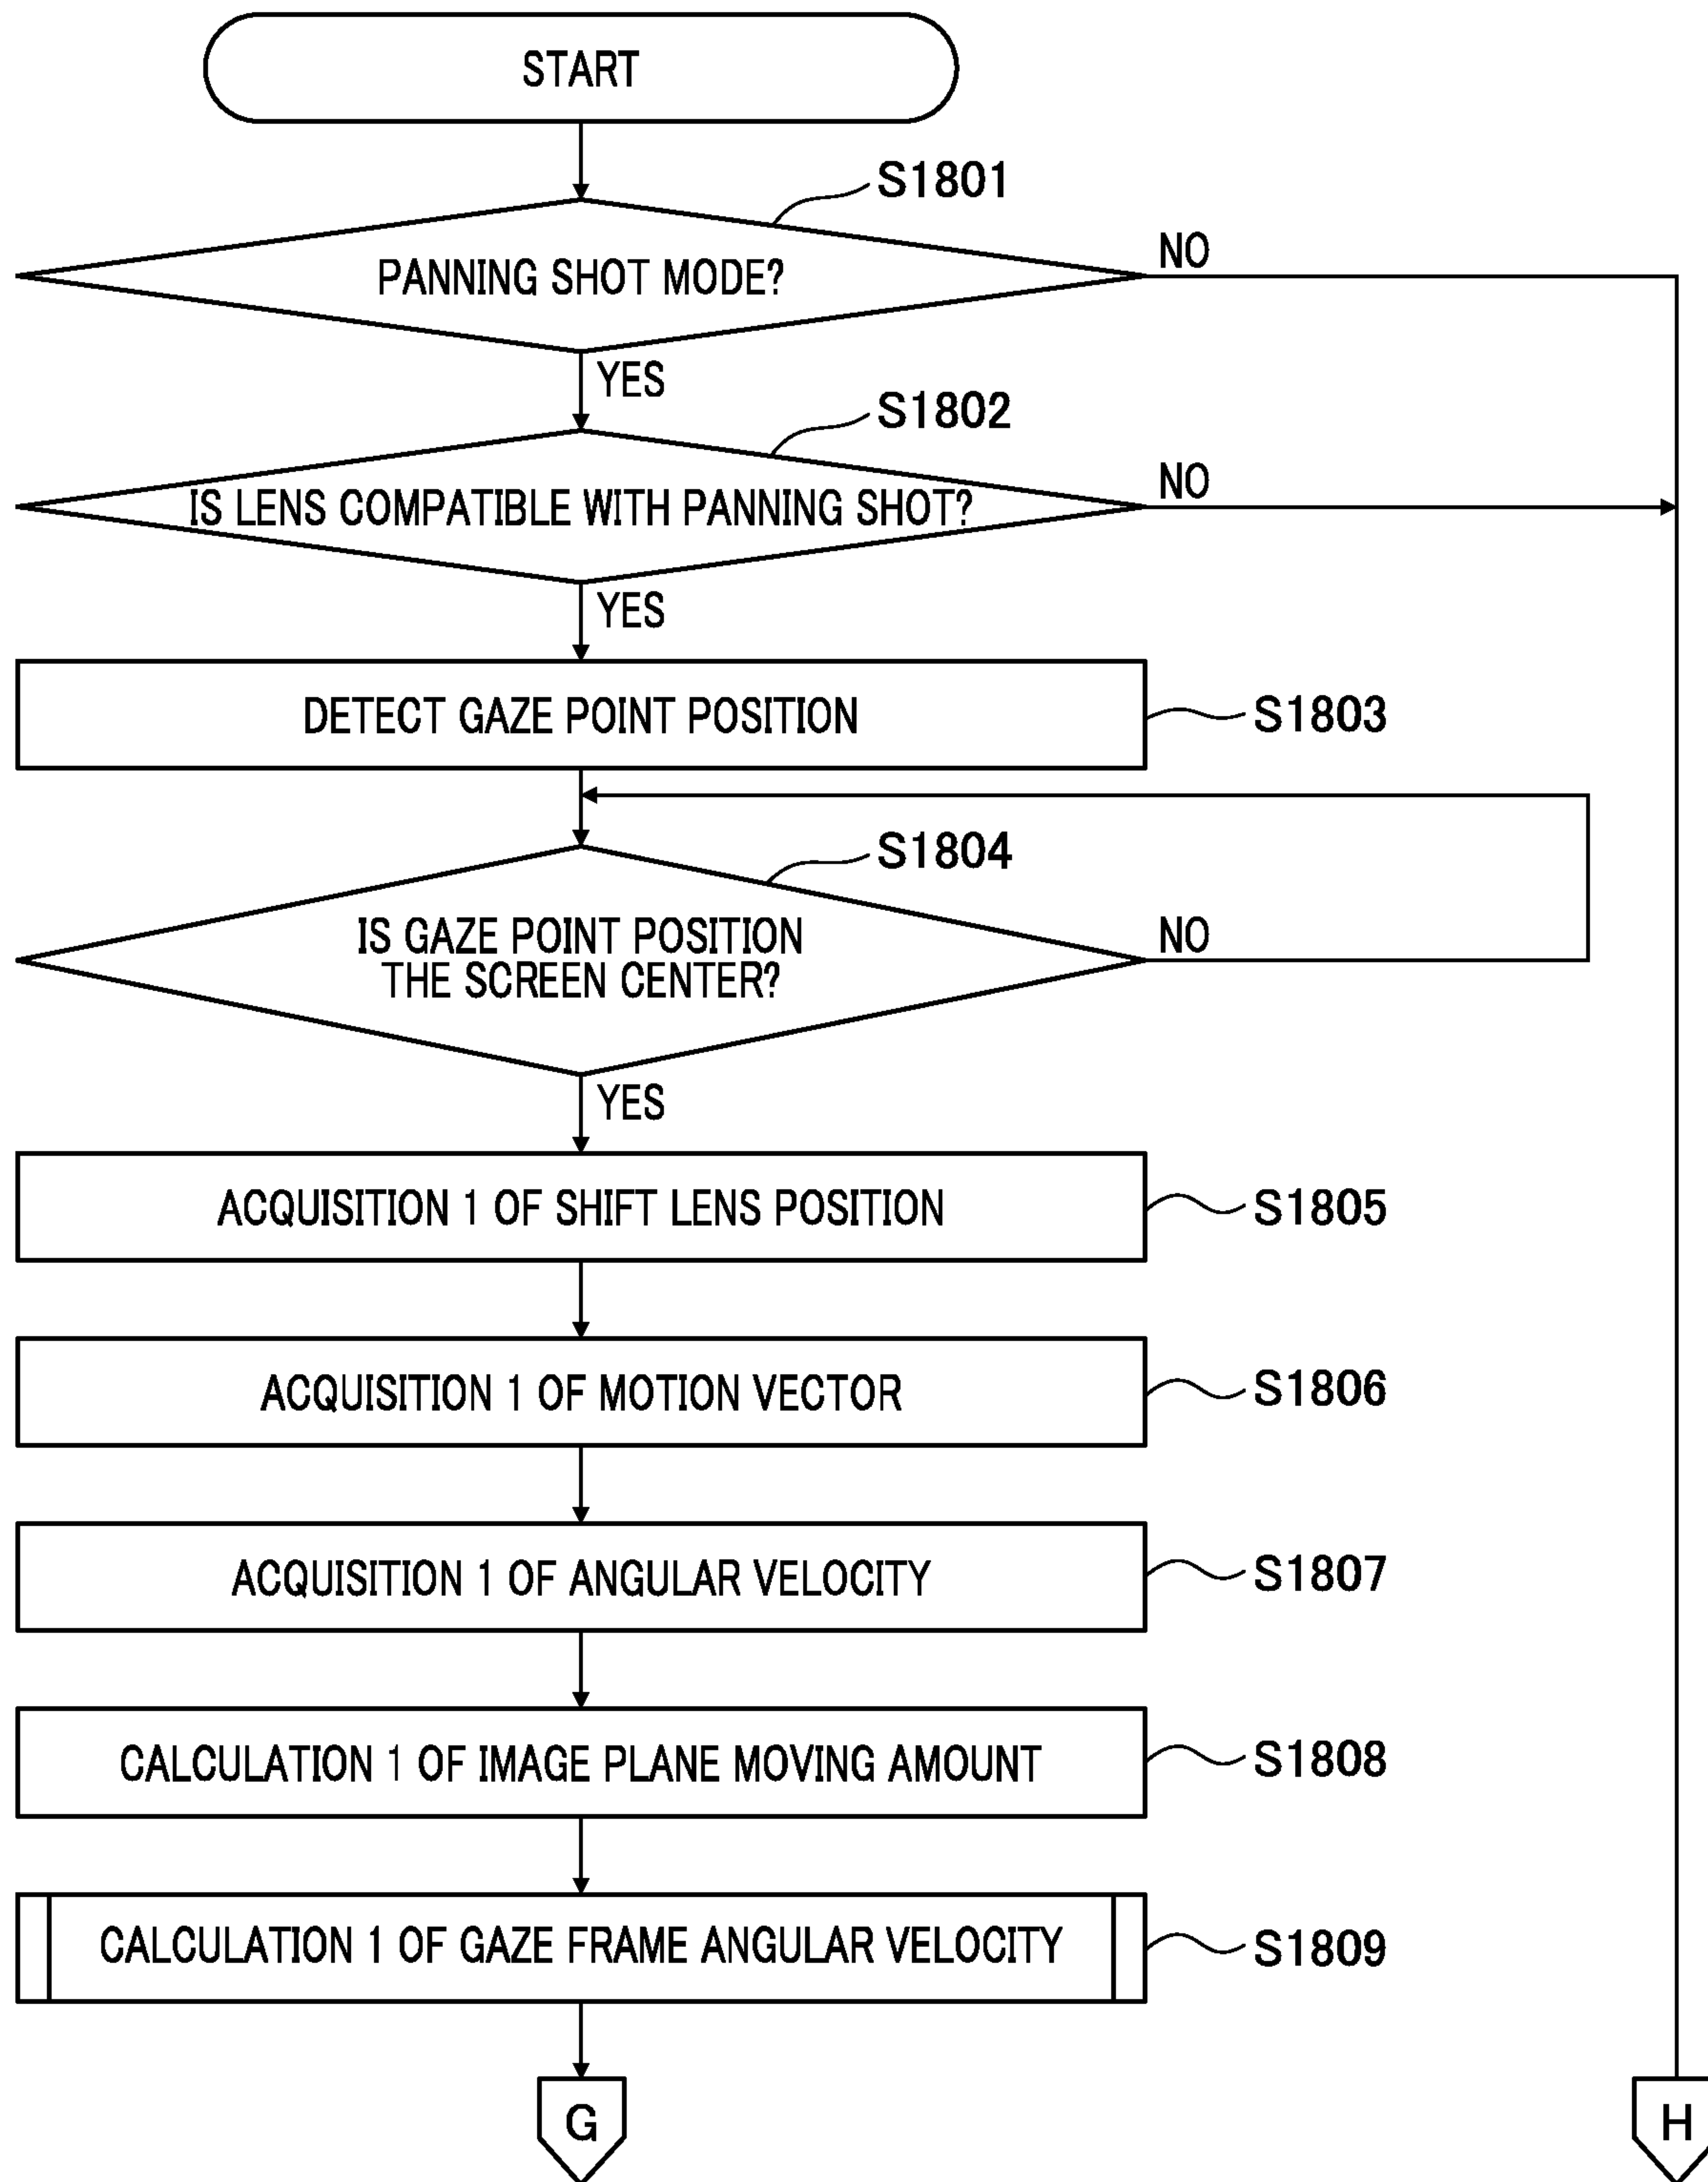 START
S1801
PANNING SHOT MODE?
NO
YES
S1802
IS LENS COMPATIBLE WITH PANNING SHOT?
NO
YES
DETECT GAZE POINT POSITION
S1803
S1804
IS GAZE POINT POSITION
THE SCREEN CENTER?
NO
YES
ACQUISITION 1 OF SHIFT LENS POSITION
S1805
ACQUISITION 1 OF MOTION VECTOR
S1806
ACQUISITION 1 OF ANGULAR VELOCITY
S1807
CALCULATION 1 OF IMAGE PLANE MOVING AMOUNT
S1808
CALCULATION 1 OF GAZE FRAME ANGULAR VELOCITY
S1809
G
H